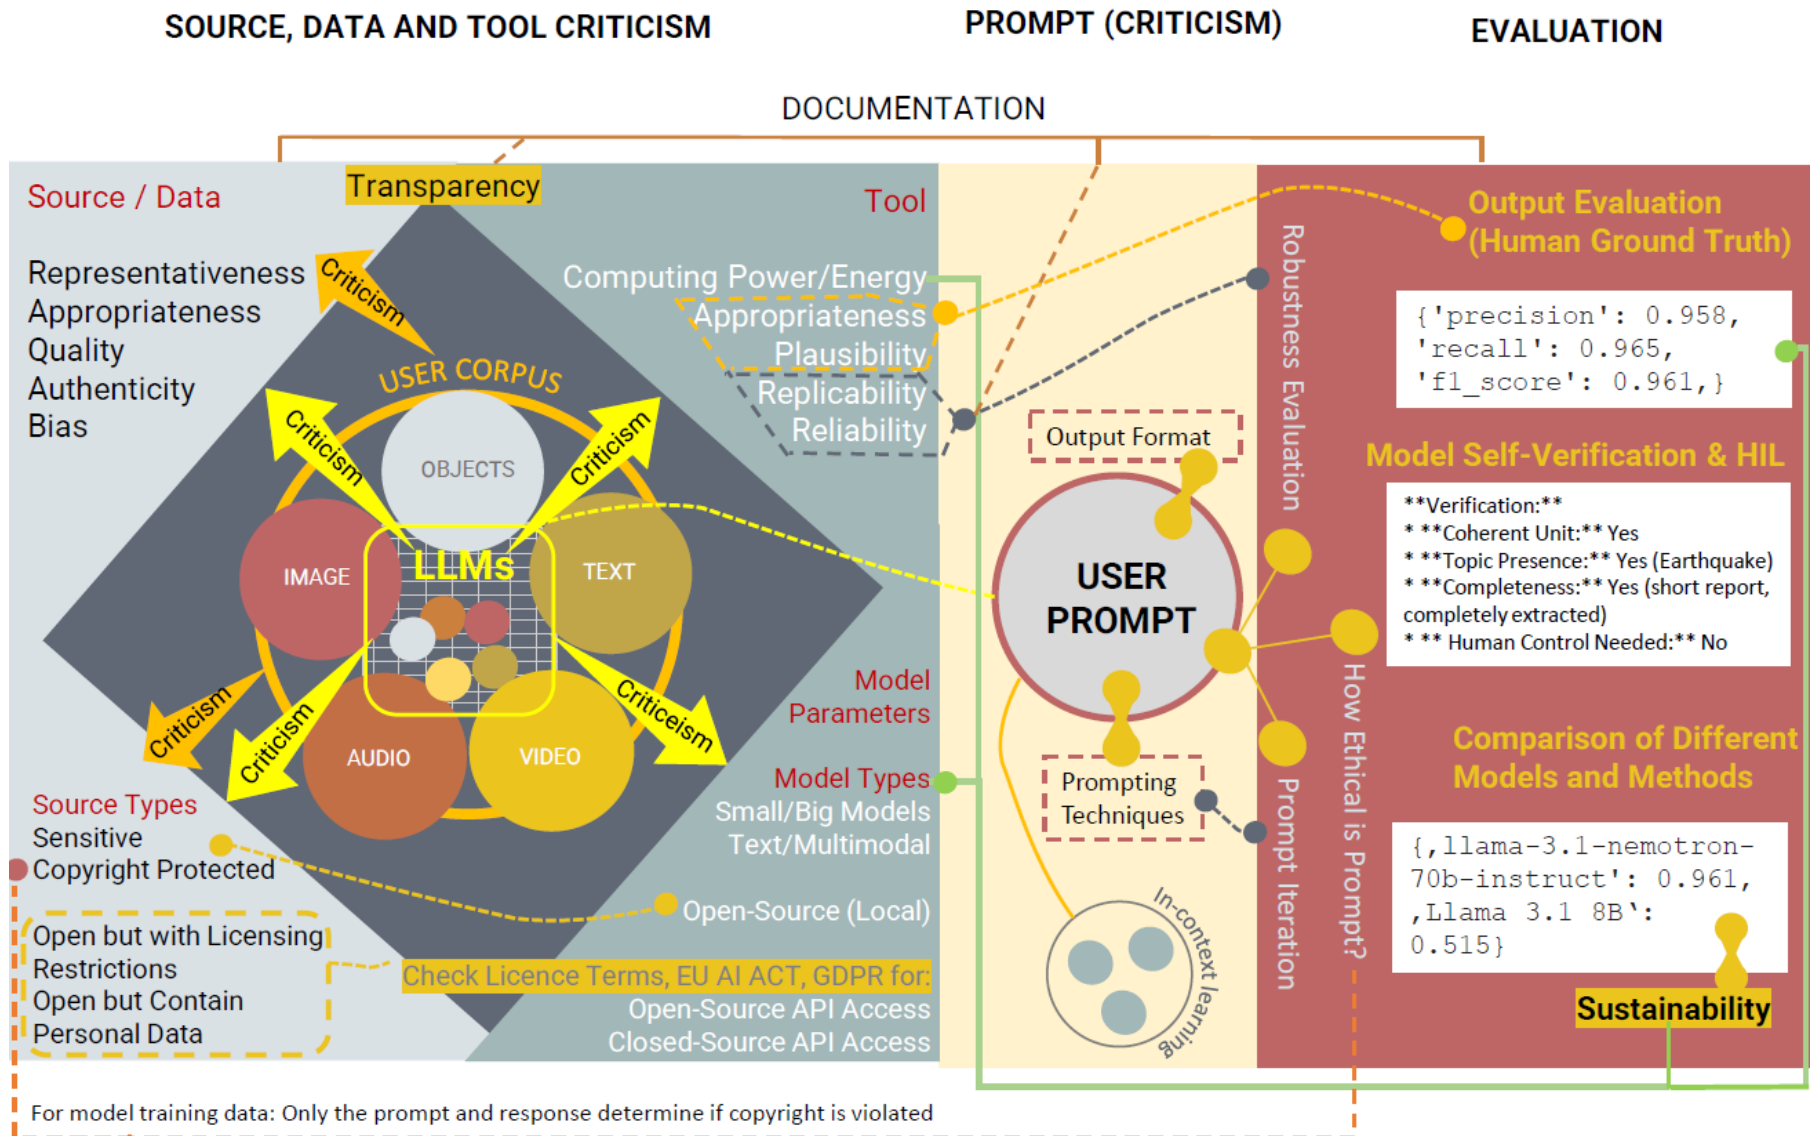 SOURCE, DATA AND TOOL CRITICISM
PROMPT (CRITICISM)
EVALUATION
DOCUMENTATION
Source / Data
Transparency
Representativeness
Appropriateness
Quality
Authenticity
Bias
Criticism
USER CORPUS
Criticism
Criticism
OBJECTS
IMAGE
LLMs
TEXT
AUDIO
VIDEO
Criticism
Criticism
Criticeism
Source Types
Sensitive
Copyright Protected
Open but with Licensing
Restrictions
Open but Contain
Personal Data
Tool
Computing Power/Energy
Appropriateness
Plausibility
Replicability
Reliability
Model
Parameters
Model Types
Small/Big Models
Text/Multimodal
Open-Source (Local)
Check Licence Terms, EU AI ACT, GDPR for:
Open-Source API Access
Closed-Source API Access
Output Format
USER
PROMPT
Prompting
Techniques
In-context learning
Robustness Evaluation
How Ethical is Prompt?
Prompt Iteration
Output Evaluation
(Human Ground Truth)
{'precision': 0.958,
'recall': 0.965,
'f1_score': 0.961,}
Model Self-Verification & HIL
**Verification:**
* **Coherent Unit:** Yes
* **Topic Presence:** Yes (Earthquake)
* **Completeness:** Yes (short report,
completely extracted)
* ** Human Control Needed:** No
Comparison of Different
Models and Methods
{‚llama-3.1-nemotron-
70b-instruct': 0.961,
‚Llama 3.1 8B‘:
0.515}
Sustainability
For model training data: Only the prompt and response determine if copyright is violated